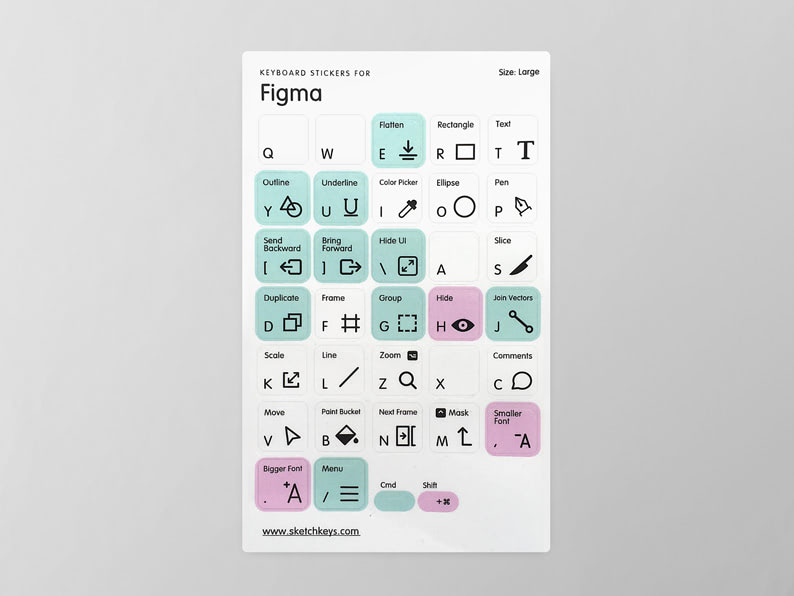 KEYBOARD STICKERS FOR
Size: Large
Figma
Q
W
Flatten
E
Rectangle
R
Text
T T
Outline
Y
Underline
U U
Color Picker
I
Ellipse
O
Pen
P
Send
Backward
[
Bring
Forward
]
Hide UI
\
A
Slice
S
Duplicate
D
Frame
F
Group
G
Hide
H
Join Vectors
J
Scale
K
Line
L
Zoom ⌥
Z
X
Comments
C
Move
V
Paint Bucket
B
Next Frame
N
^ Mask
M
Smaller
Font
, -A
Bigger Font
. +A
Menu
/
Cmd
Shift
+⌘
www.sketchkeys.com